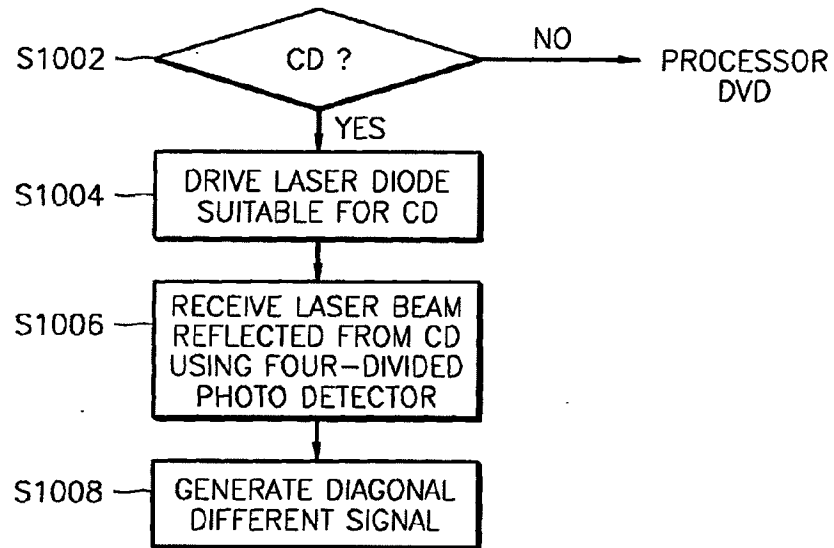 S1002
CD ?
NO
PROCESSOR
DVD
YES
S1004
DRIVE LASER DIODE
SUITABLE FOR CD
S1006
RECEIVE LASER BEAM
REFLECTED FROM CD
USING FOUR-DIVIDED
PHOTO DETECTOR
S1008
GENERATE DIAGONAL
DIFFERENT SIGNAL